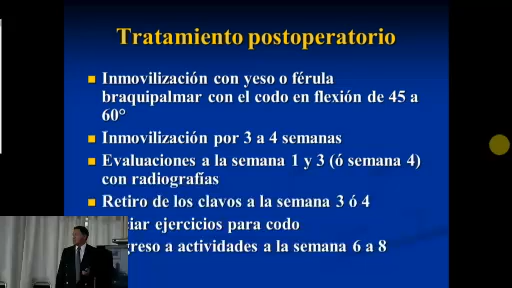 Tratamiento postoperatorio
Inmovilización con yeso o férula
braquipalmar con el codo en flexión de 45 a
60°
Inmovilización por 3 a 4 semanas
Evaluaciones a la semana 1 y 3 (ó semana 4)
con radiografías
Retiro de los clavos a la semana 3 ó 4
ejercicios para codo
a actividades a la semana 6 a 8